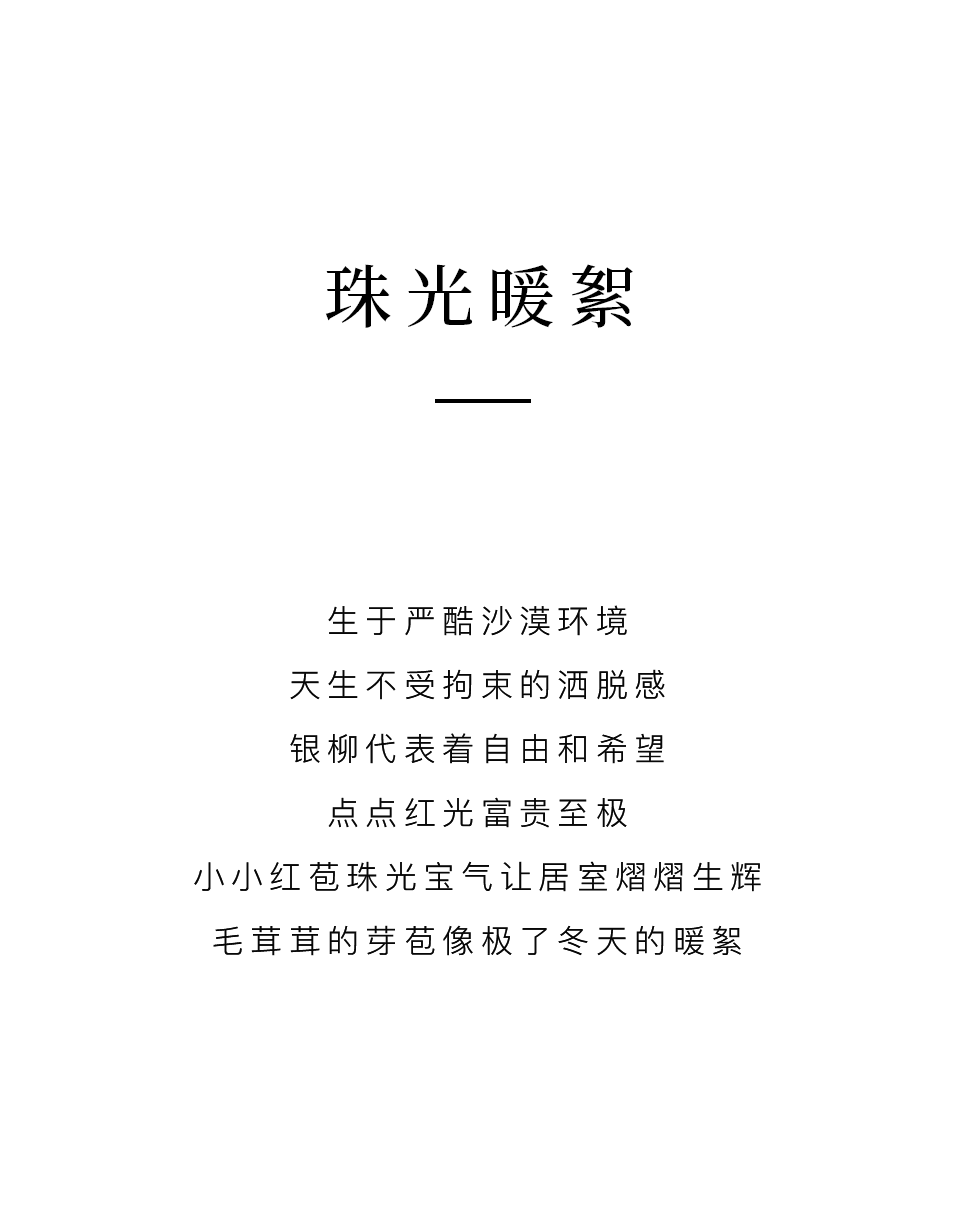 珠光暖絮
生于严酷沙漠环境
天生不受拘束的洒脱感
银柳代表着自由和希望
点点红光富贵至极
小小红苞珠光宝气让居室熠熠生辉
毛茸茸的芽苞像极了冬天的暖絮